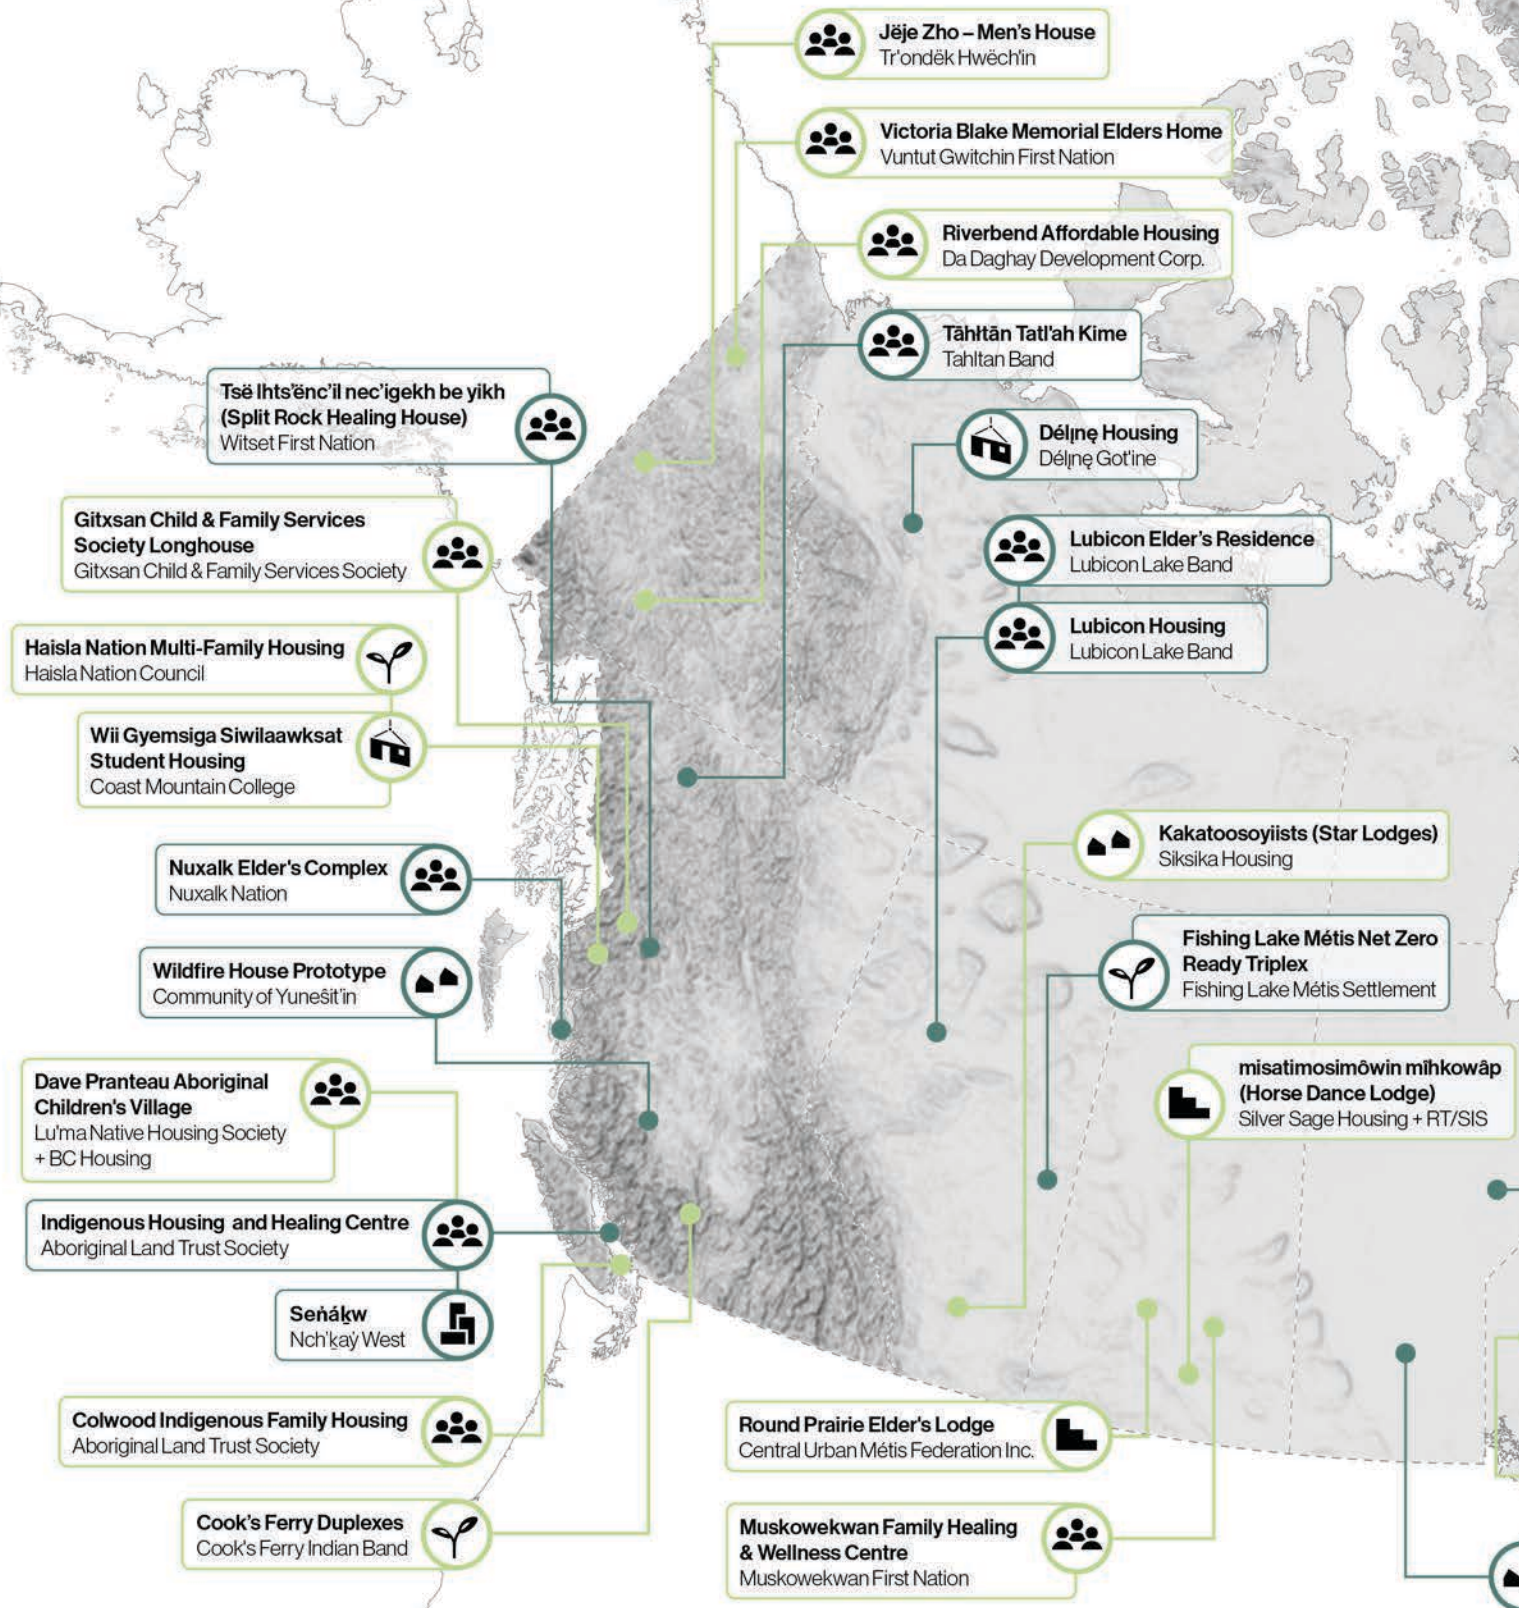 Jëje Zho – Men's House
Tr'ondëk Hwëch'in
Victoria Blake Memorial Elders Home
Vuntut Gwitchin First Nation
Riverbend Affordable Housing
Da Daghay Development Corp.
Tāhłtān Tatl'ah Kime
Tahltan Band
Tsë lhts'ënc'il nec'igekh be yikh
(Split Rock Healing House)
Witset First Nation
Délı̨nę Housing
Délı̨nę Got'ine
Gitxsan Child & Family Services
Society Longhouse
Gitxsan Child & Family Services Society
Lubicon Elder's Residence
Lubicon Lake Band
Lubicon Housing
Lubicon Lake Band
Haisla Nation Multi-Family Housing
Haisla Nation Council
Wii Gyemsiga Siwilaawksat
Student Housing
Coast Mountain College
Kakatoosoyiists (Star Lodges)
Siksika Housing
Nuxalk Elder's Complex
Nuxalk Nation
Fishing Lake Métis Net Zero
Ready Triplex
Fishing Lake Métis Settlement
Wildfire House Prototype
Community of Yunešit'in
misatimosimôwin mîhkowâp
(Horse Dance Lodge)
Silver Sage Housing + RT/SIS
Dave Pranteau Aboriginal
Children's Village
Lu'ma Native Housing Society
+ BC Housing
Indigenous Housing and Healing Centre
Aboriginal Land Trust Society
Seṅáḵw
Nch'ḵaỷ West
Colwood Indigenous Family Housing
Aboriginal Land Trust Society
Round Prairie Elder's Lodge
Central Urban Métis Federation Inc.
Cook's Ferry Duplexes
Cook's Ferry Indian Band
Muskowekwan Family Healing
& Wellness Centre
Muskowekwan First Nation